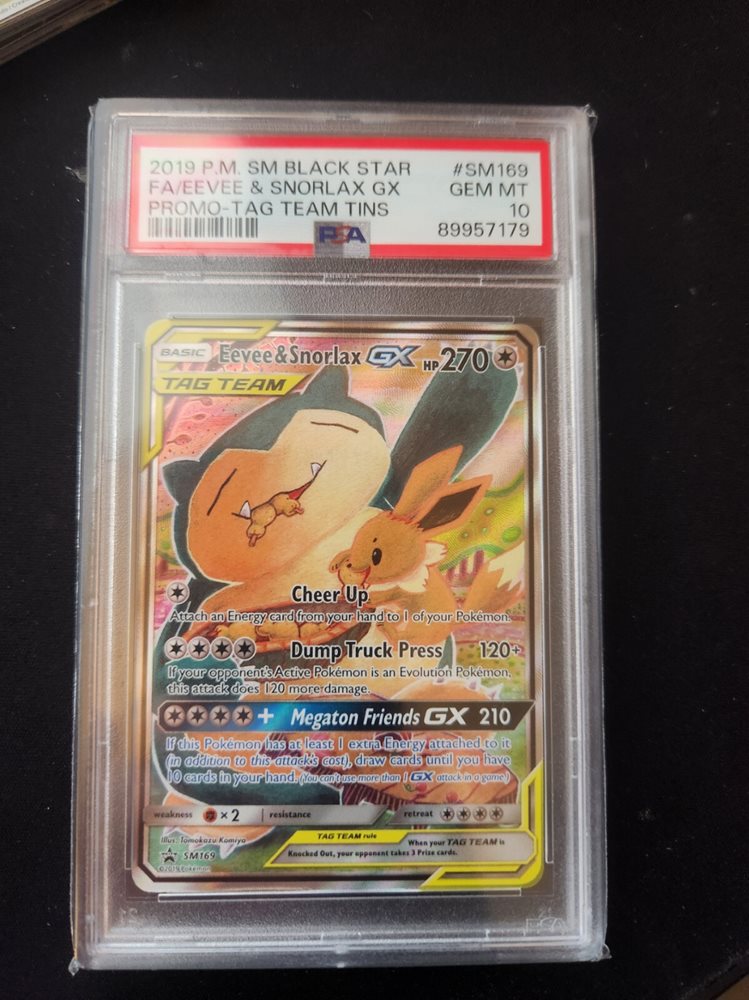 2019 P.M. SM BLACK STAR #SM169
FA/EEVEE & SNORLAX GX GEM MT
PROMO-TAG TEAM TINS 10
PSA 89957179
BASIC Eevee&Snorlax GX HP270
TAG TEAM
Cheer Up
Attach an Energy card from your hand to 1 of your Pokémon.
Dump Truck Press 120+
If your opponent's Active Pokémon is an Evolution Pokémon,
this attack does 120 more damage.
+ Megaton Friends GX 210
If this Pokémon has at least 1 extra Energy attached to it
(in addition to this attack's cost), draw cards until you have
10 cards in your hand. (You can't use more than 1 GX attack in a game.)
weakness ×2 resistance retreat
Illus. Tomokazu Komiya TAG TEAM rule When your TAG TEAM is
SM169 Knocked Out, your opponent takes 3 Prize cards.
©2019 Pokémon
PSA